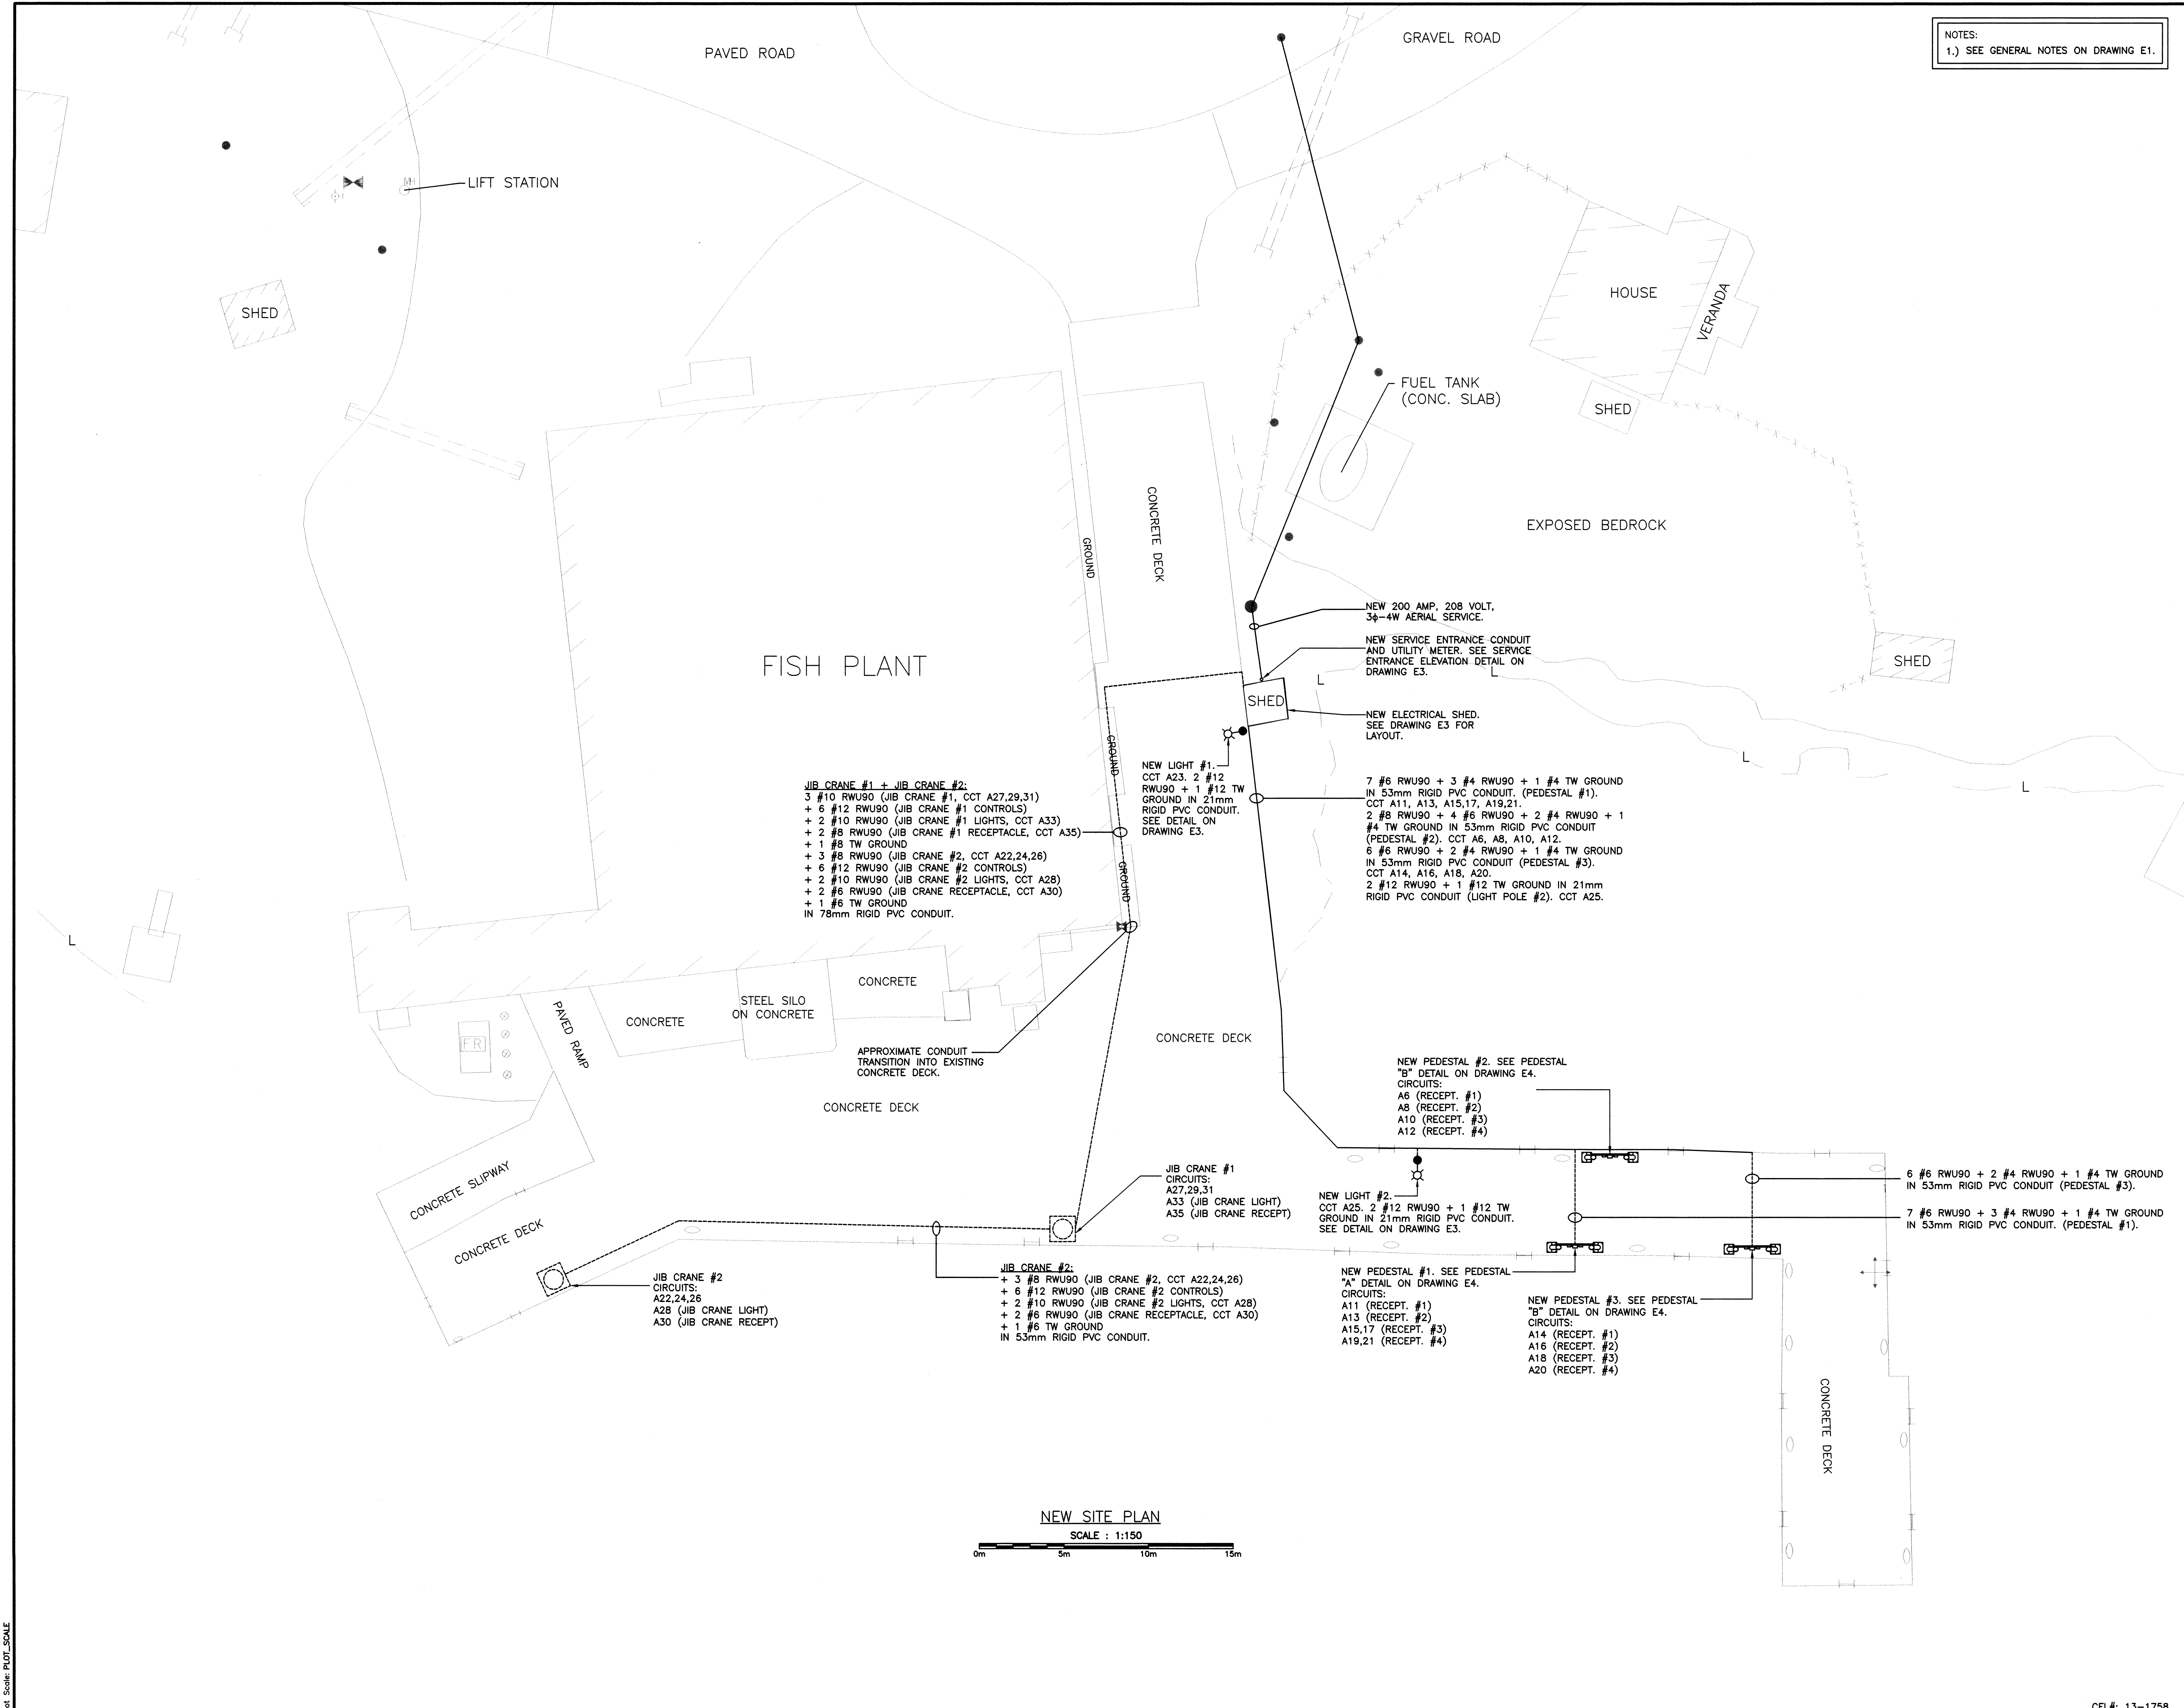 PAVED ROAD
GRAVEL ROAD
NOTES:
1.) SEE GENERAL NOTES ON DRAWING E1.
MH
LIFT STATION
SHED
HOUSE
VERANDA
SHED
FUEL TANK
(CONC. SLAB)
CONCRETE DECK
GROUND
EXPOSED BEDROCK
NEW 200 AMP, 208 VOLT,
3ϕ-4W AERIAL SERVICE.
NEW SERVICE ENTRANCE CONDUIT
AND UTILITY METER. SEE SERVICE
ENTRANCE ELEVATION DETAIL ON
DRAWING E3.
FISH PLANT
SHED
SHED
L
L
NEW ELECTRICAL SHED.
SEE DRAWING E3 FOR
LAYOUT.
GROUND
L
L
NEW LIGHT #1.
CCT A23. 2 #12
RWU90 + 1 #12 TW
GROUND IN 21mm
RIGID PVC CONDUIT.
SEE DETAIL ON
DRAWING E3.
JIB CRANE #1 + JIB CRANE #2:
3 #10 RWU90 (JIB CRANE #1, CCT A27,29,31)
+ 6 #12 RWU90 (JIB CRANE #1 CONTROLS)
+ 2 #10 RWU90 (JIB CRANE #1 LIGHTS, CCT A33)
+ 2 #8 RWU90 (JIB CRANE #1 RECEPTACLE, CCT A35)
+ 1 #8 TW GROUND
+ 3 #8 RWU90 (JIB CRANE #2, CCT A22,24,26)
+ 6 #12 RWU90 (JIB CRANE #2 CONTROLS)
+ 2 #10 RWU90 (JIB CRANE #2 LIGHTS, CCT A28)
+ 2 #6 RWU90 (JIB CRANE RECEPTACLE, CCT A30)
+ 1 #6 TW GROUND
IN 78mm RIGID PVC CONDUIT.
GROUND
7 #6 RWU90 + 3 #4 RWU90 + 1 #4 TW GROUND
IN 53mm RIGID PVC CONDUIT. (PEDESTAL #1).
CCT A11, A13, A15,17, A19,21.
2 #8 RWU90 + 4 #6 RWU90 + 2 #4 RWU90 + 1
#4 TW GROUND IN 53mm RIGID PVC CONDUIT
(PEDESTAL #2). CCT A6, A8, A10, A12.
6 #6 RWU90 + 2 #4 RWU90 + 1 #4 TW GROUND
IN 53mm RIGID PVC CONDUIT (PEDESTAL #3).
CCT A14, A16, A18, A20.
2 #12 RWU90 + 1 #12 TW GROUND IN 21mm
RIGID PVC CONDUIT (LIGHT POLE #2). CCT A25.
L
CONCRETE
STEEL SILO
ON CONCRETE
CONCRETE
PAVED RAMP
FR
APPROXIMATE CONDUIT
TRANSITION INTO EXISTING
CONCRETE DECK.
CONCRETE DECK
CONCRETE DECK
NEW PEDESTAL #2. SEE PEDESTAL
"B" DETAIL ON DRAWING E4.
CIRCUITS:
A6 (RECEPT. #1)
A8 (RECEPT. #2)
A10 (RECEPT. #3)
A12 (RECEPT. #4)
CONCRETE SLIPWAY
CONCRETE DECK
JIB CRANE #1
CIRCUITS:
A27,29,31
A33 (JIB CRANE LIGHT)
A35 (JIB CRANE RECEPT)
NEW LIGHT #2.
CCT A25. 2 #12 RWU90 + 1 #12 TW
GROUND IN 21mm RIGID PVC CONDUIT.
SEE DETAIL ON DRAWING E3.
6 #6 RWU90 + 2 #4 RWU90 + 1 #4 TW GROUND
IN 53mm RIGID PVC CONDUIT (PEDESTAL #3).
7 #6 RWU90 + 3 #4 RWU90 + 1 #4 TW GROUND
IN 53mm RIGID PVC CONDUIT. (PEDESTAL #1).
JIB CRANE #2
CIRCUITS:
A22,24,26
A28 (JIB CRANE LIGHT)
A30 (JIB CRANE RECEPT)
JIB CRANE #2:
+ 3 #8 RWU90 (JIB CRANE #2, CCT A22,24,26)
+ 6 #12 RWU90 (JIB CRANE #2 CONTROLS)
+ 2 #10 RWU90 (JIB CRANE #2 LIGHTS, CCT A28)
+ 2 #6 RWU90 (JIB CRANE RECEPTACLE, CCT A30)
+ 1 #6 TW GROUND
IN 53mm RIGID PVC CONDUIT.
NEW PEDESTAL #1. SEE PEDESTAL
"A" DETAIL ON DRAWING E4.
CIRCUITS:
A11 (RECEPT. #1)
A13 (RECEPT. #2)
A15,17 (RECEPT. #3)
A19,21 (RECEPT. #4)
NEW PEDESTAL #3. SEE PEDESTAL
"B" DETAIL ON DRAWING E4.
CIRCUITS:
A14 (RECEPT. #1)
A16 (RECEPT. #2)
A18 (RECEPT. #3)
A20 (RECEPT. #4)
CONCRETE DECK
NEW SITE PLAN
SCALE : 1:150
0m 5m 10m 15m
ot Scale: PLOT_SCALE
CEL#: 13-1758